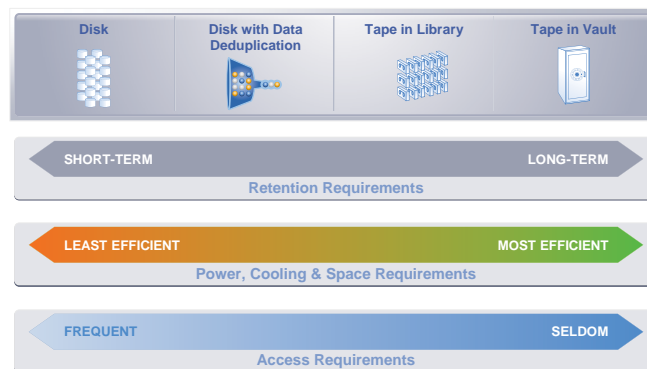 Disk
Disk with Data
Deduplication
Tape in Library
Tape in Vault
SHORT-TERM
LONG-TERM
Retention Requirements
LEAST EFFICIENT
MOST EFFICIENT
Power, Cooling & Space Requirements
FREQUENT
SELDOM
Access Requirements